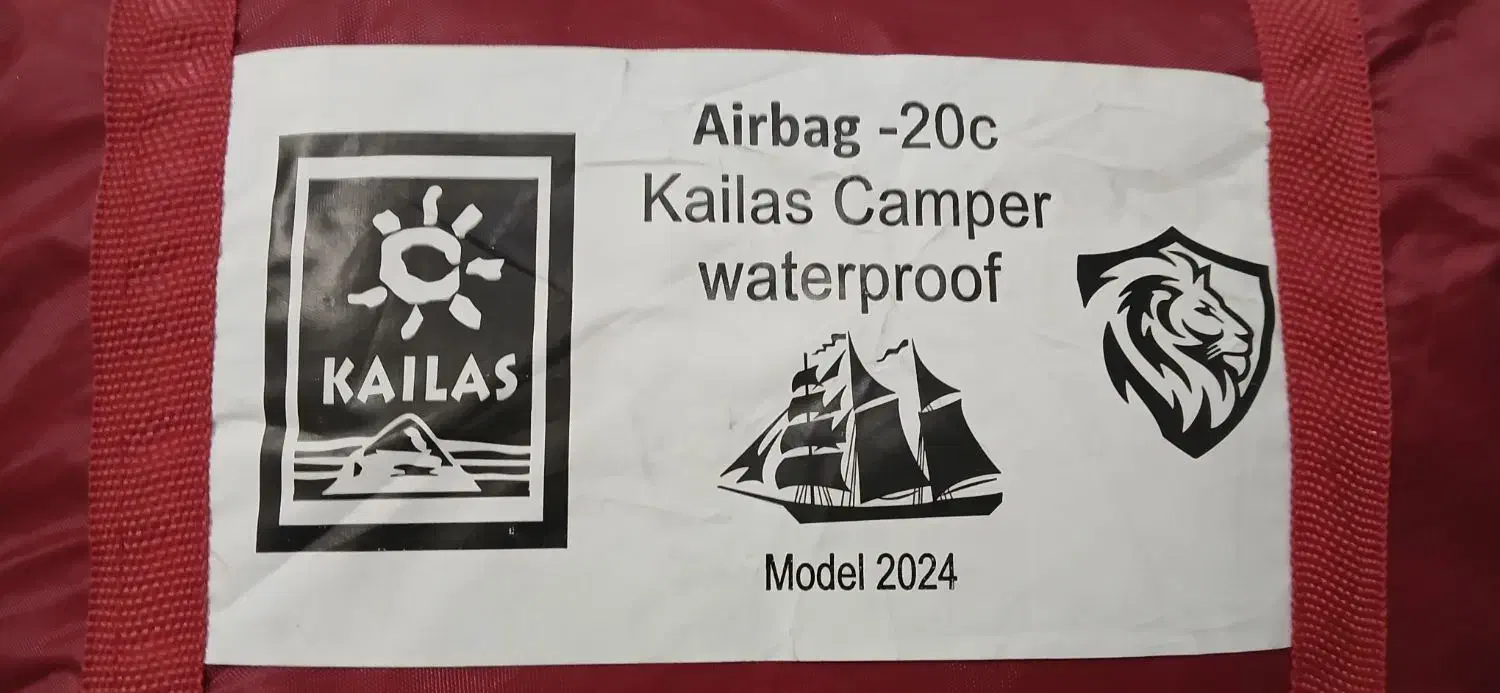 KAILAS
Airbag -20c
Kailas Camper
waterproof
Model 2024